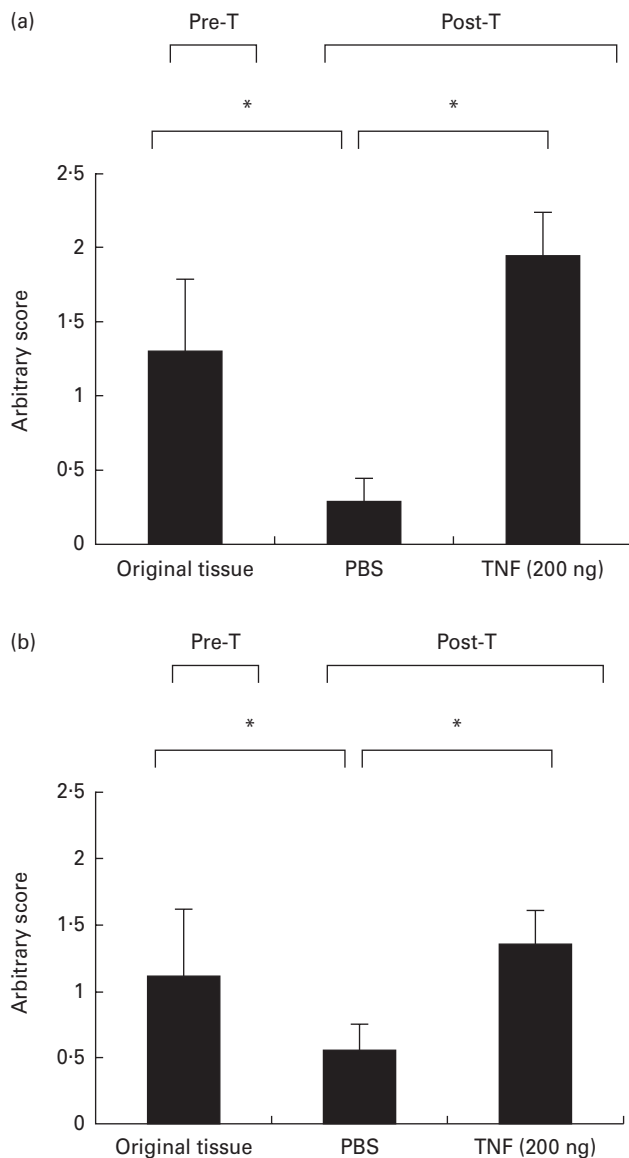 (a)
Pre-T Post-T
* *
Arbitrary score
2·5
2
1·5
1
0·5
0
Original tissue PBS TNF (200 ng)
(b)
Pre-T Post-T
* *
Arbitrary score
2·5
2
1·5
1
0·5
0
Original tissue PBS TNF (200 ng)